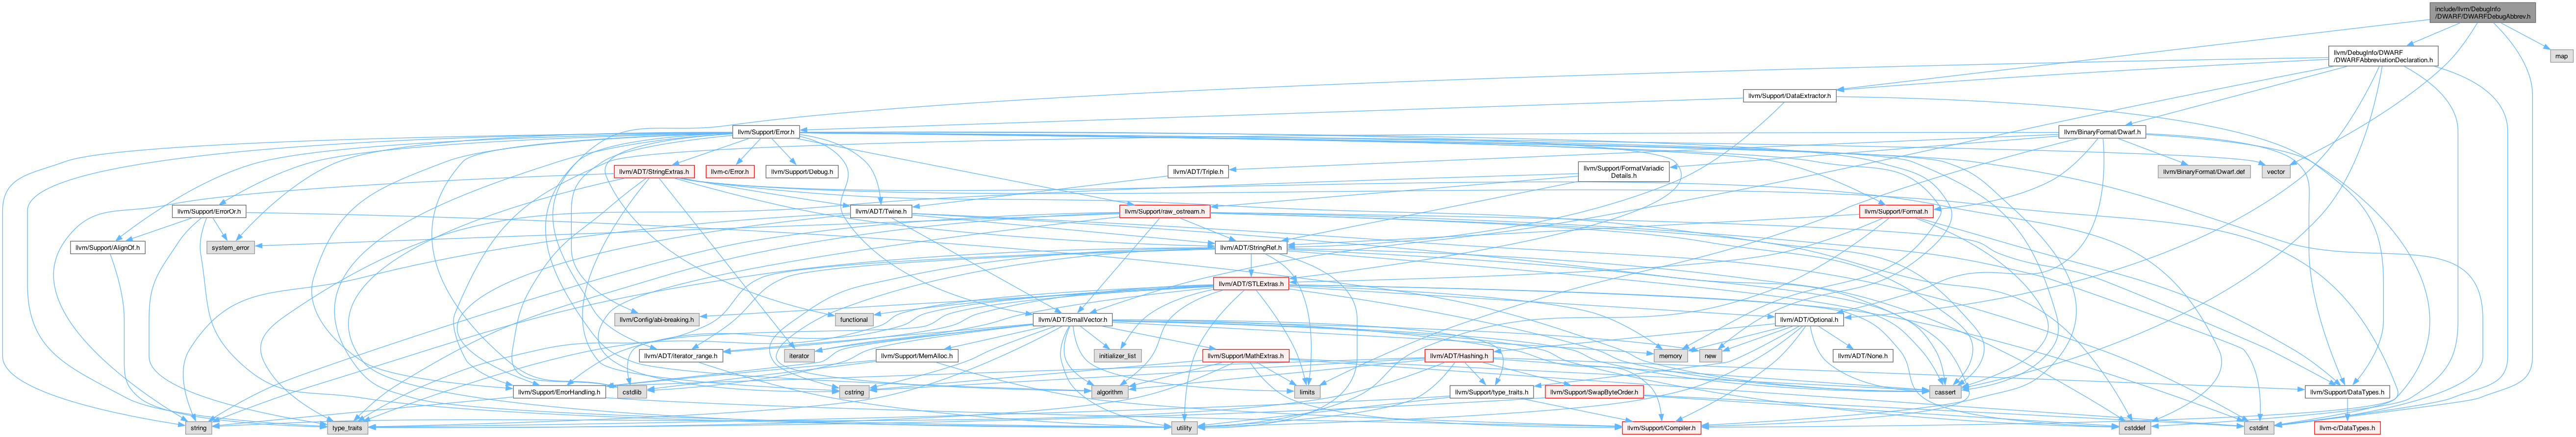 include/llvm/DebugInfo
/DWARF/DWARFDebugAbbrev.h
llvm/DebugInfo/DWARF
/DWARFAbbreviationDeclaration.h
map
llvm/Support/DataExtractor.h
llvm/Support/Error.h
llvm/BinaryFormat/Dwarf.h
llvm/ADT/StringExtras.h
llvm-c/Error.h
llvm/Support/Debug.h
llvm/ADT/Triple.h
llvm/Support/FormatVariadic
Details.h
llvm/BinaryFormat/Dwarf.def
vector
llvm/Support/ErrorOr.h
llvm/ADT/Twine.h
llvm/Support/raw_ostream.h
llvm/Support/Format.h
llvm/Support/AlignOf.h
system_error
llvm/ADT/StringRef.h
llvm/ADT/STLExtras.h
llvm/Config/abi-breaking.h
functional
llvm/ADT/SmallVector.h
llvm/ADT/Optional.h
llvm/ADT/iterator_range.h
iterator
llvm/Support/MemAlloc.h
initializer_list
llvm/Support/MathExtras.h
llvm/ADT/Hashing.h
memory
new
llvm/ADT/None.h
llvm/Support/ErrorHandling.h
cstdlib
cstring
algorithm
limits
llvm/Support/type_traits.h
llvm/Support/SwapByteOrder.h
cassert
llvm/Support/DataTypes.h
string
type_traits
utility
llvm/Support/Compiler.h
cstddef
cstdint
llvm-c/DataTypes.h